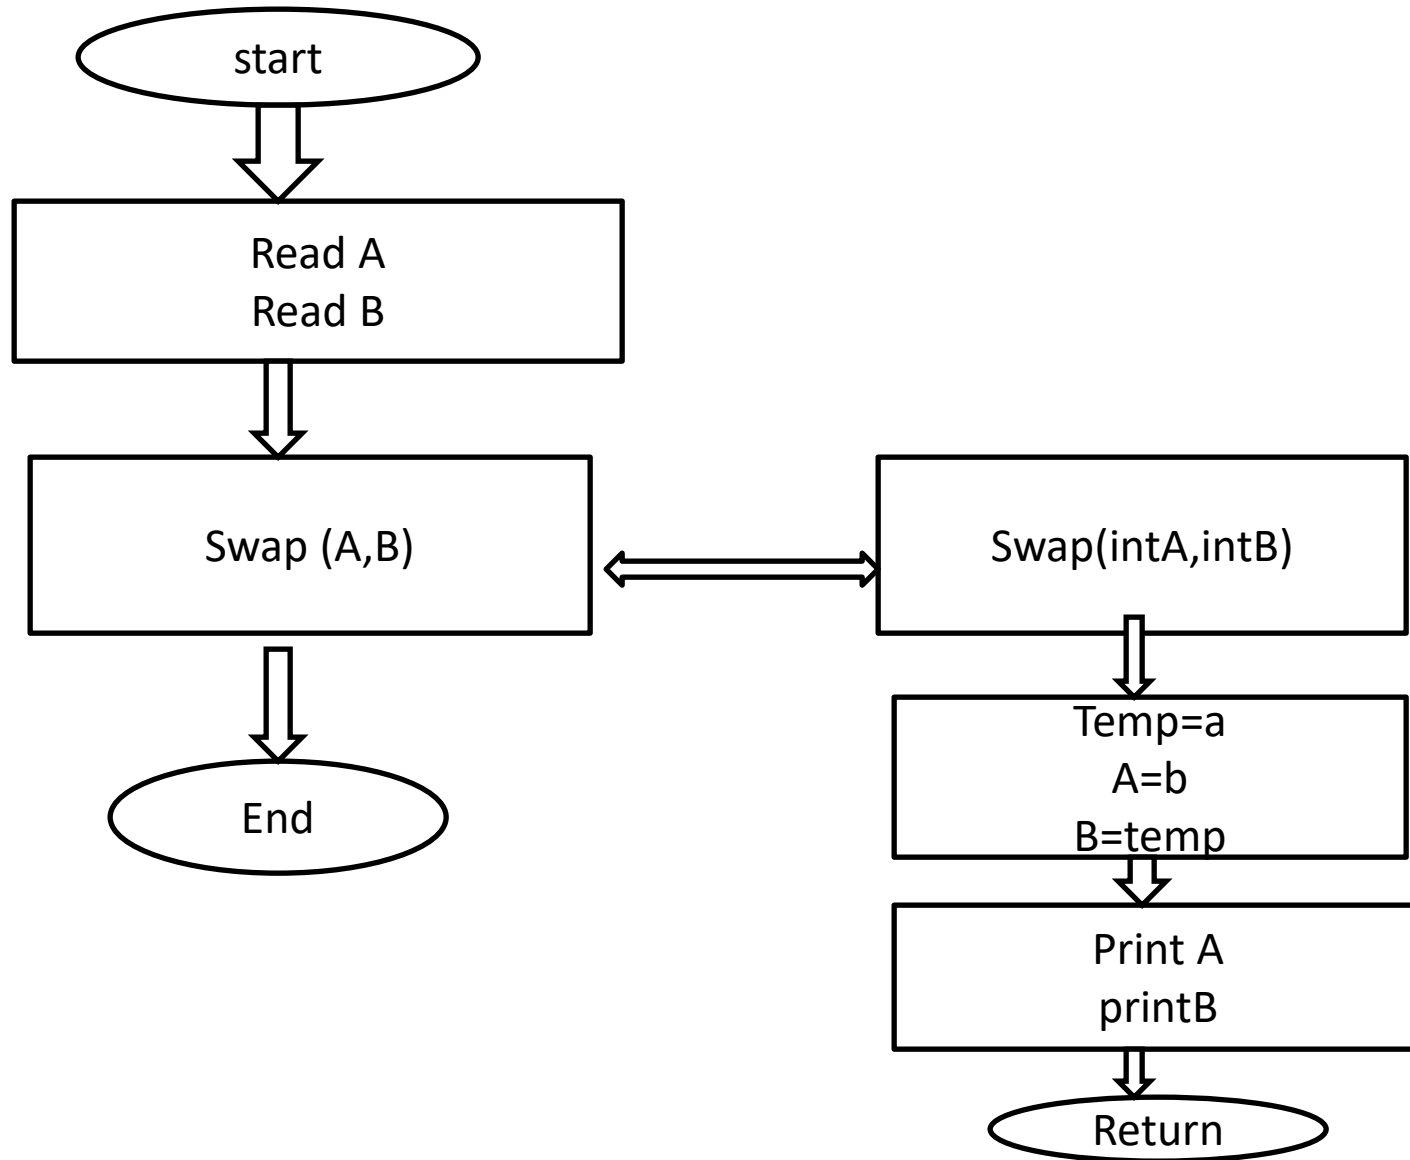 start
Read A
Read B
Swap (A,B)
End
Swap(intA,intB)
Temp=a
A=b
B=temp
Print A
printB
Return